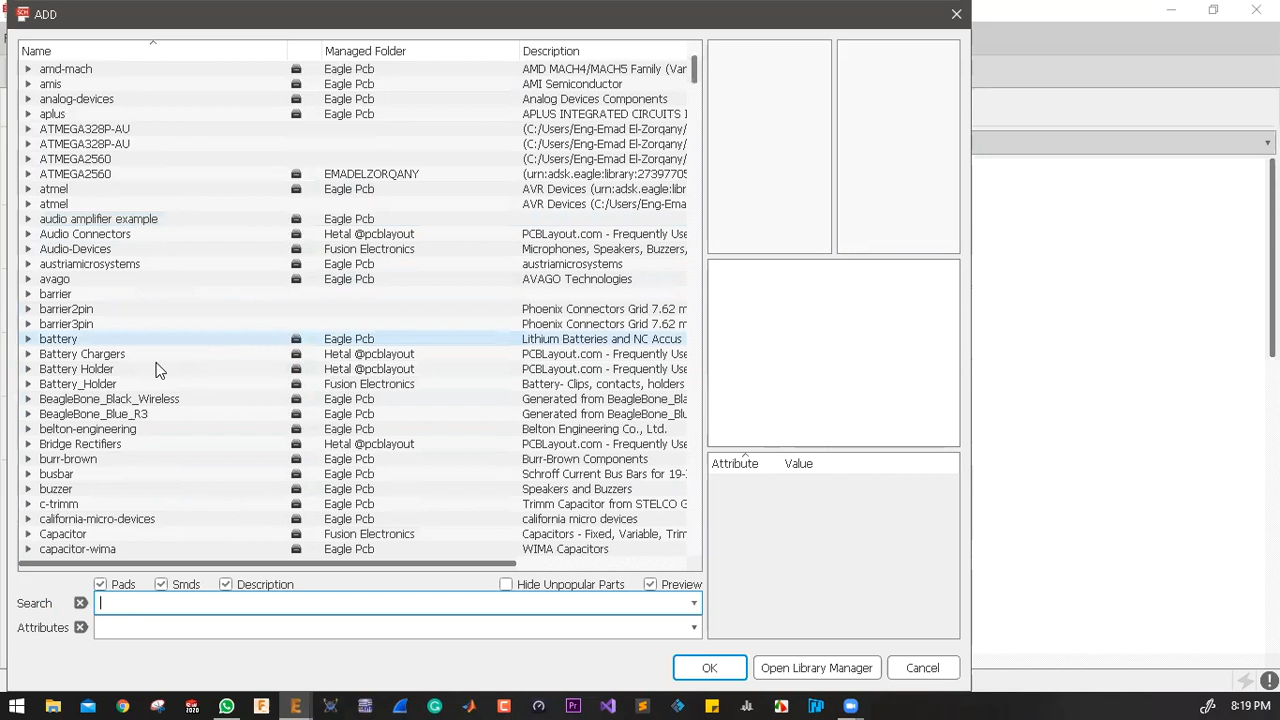 SCH ADD
Name Managed Folder Description
amd-mach Eagle Pcb AMD MACH4/MACH5 Family (Var
amis Eagle Pcb AMI Semiconductor
analog-devices Eagle Pcb Analog Devices Components
aplus Eagle Pcb APLUS INTEGRATED CIRCUITS I
ATMEGA328P-AU (C:/Users/Eng-Emad El-Zorqany/
ATMEGA328P-AU (C:/Users/Eng-Emad El-Zorqany/
ATMEGA2560 (C:/Users/Eng-Emad El-Zorqany/
ATMEGA2560 EMADELZORQANY (urn:adsk.eagle:library:27397705
atmel Eagle Pcb AVR Devices (urn:adsk.eagle:libr
atmel AVR Devices (C:/Users/Eng-Em
audio amplifier example Eagle Pcb
Audio Connectors Hetal @pcblayout PCBLayout.com - Frequently Use
Audio-Devices Fusion Electronics Microphones, Speakers, Buzzers,
austriamicrosystems Eagle Pcb austriamicrosystems
avago Eagle Pcb AVAGO Technologies
barrier
barrier2pin Phoenix Connectors Grid 7.62 m
barrier3pin Phoenix Connectors Grid 7.62 m
battery Eagle Pcb Lithium Batteries and NC Accus
Battery Chargers Hetal @pcblayout PCBLayout.com - Frequently Use
Battery Holder Hetal @pcblayout PCBLayout.com - Frequently Use
Battery_Holder Fusion Electronics Battery- Clips, contacts, holders
BeagleBone_Black_Wireless Eagle Pcb Generated from BeagleBone_Bla
BeagleBone_Blue_R3 Eagle Pcb Generated from BeagleBone_Blu
belton-engineering Eagle Pcb Belton Engineering Co., Ltd.
Bridge Rectifiers Hetal @pcblayout PCBLayout.com - Frequently Use
burr-brown Eagle Pcb Burr-Brown Components
busbar Eagle Pcb Schroff Current Bus Bars for 19-
buzzer Eagle Pcb Speakers and Buzzers
c-trimm Eagle Pcb Trimm Capacitor from STELCO G
california-micro-devices Eagle Pcb california micro devices
Capacitor Fusion Electronics Capacitors - Fixed, Variable, Trim
capacitor-wima Eagle Pcb WIMA Capacitors
Attribute Value
Pads Smds Description Hide Unpopular Parts Preview
Search
Attributes
OK Open Library Manager Cancel
8:19 PM